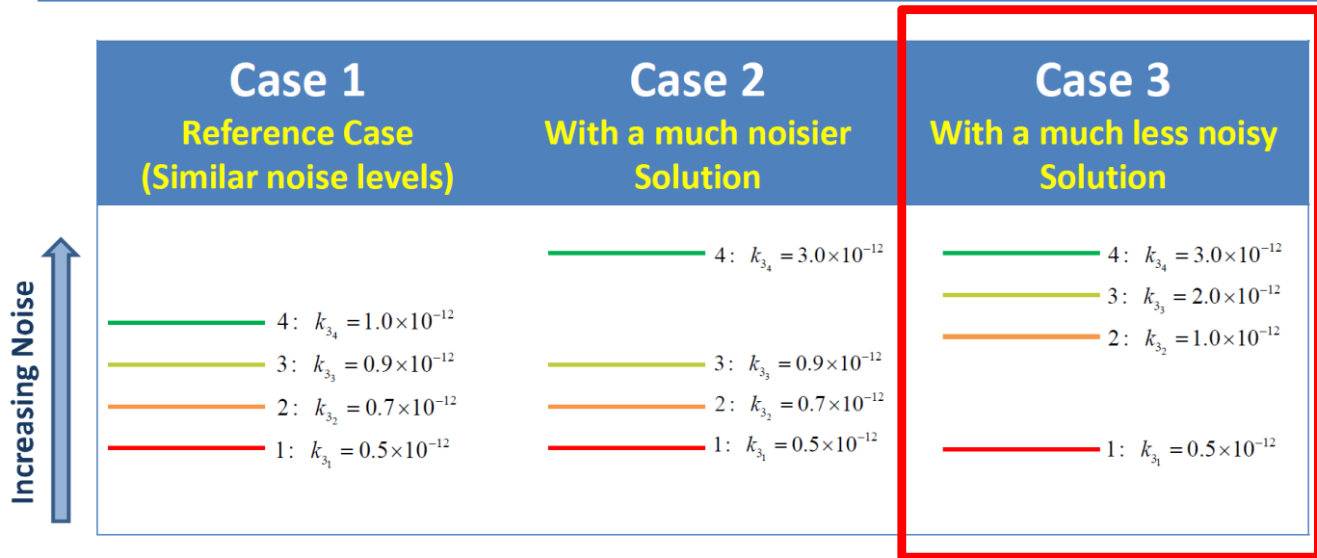 Case 1
Reference Case
(Similar noise levels)
Case 2
With a much noisier
Solution
Case 3
With a much less noisy
Solution
Increasing Noise
4: k₃₄ = 1.0×10⁻¹²
3: k₃₃ = 0.9×10⁻¹²
2: k₃₂ = 0.7×10⁻¹²
1: k₃₁ = 0.5×10⁻¹²
4: k₃₄ = 3.0×10⁻¹²
3: k₃₃ = 0.9×10⁻¹²
2: k₃₂ = 0.7×10⁻¹²
1: k₃₁ = 0.5×10⁻¹²
4: k₃₄ = 3.0×10⁻¹²
3: k₃₃ = 2.0×10⁻¹²
2: k₃₂ = 1.0×10⁻¹²
1: k₃₁ = 0.5×10⁻¹²